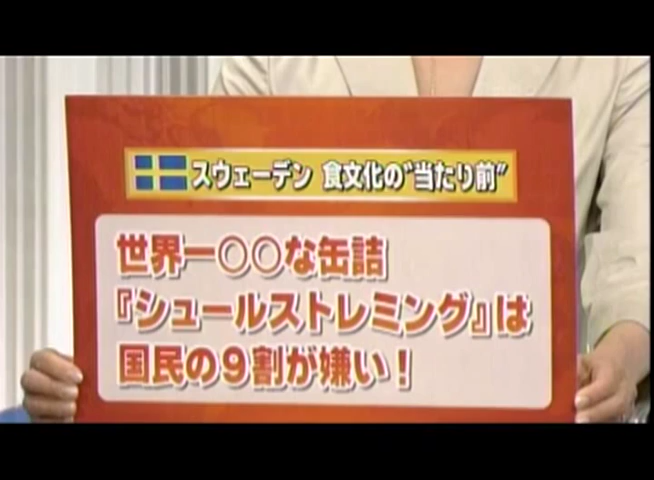 スウェーデン 食文化の"当たり前"
世界一〇〇な缶詰
『シュールストレミング』は
国民の9割が嫌い!